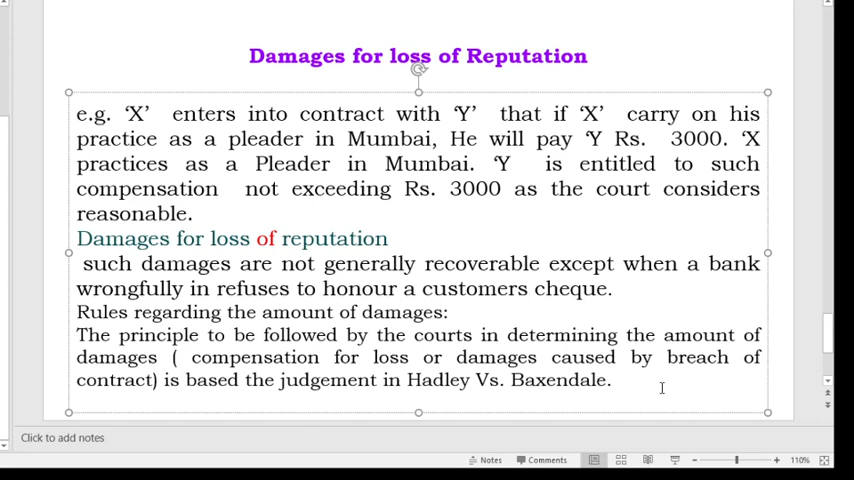 Damages for loss of Reputation
e.g. ‘X’ enters into contract with ‘Y’ that if ‘X’ carry on his
practice as a pleader in Mumbai, He will pay ‘Y Rs. 3000. ‘X
practices as a Pleader in Mumbai. ‘Y is entitled to such
compensation not exceeding Rs. 3000 as the court considers
reasonable.
Damages for loss of reputation
such damages are not generally recoverable except when a bank
wrongfully in refuses to honour a customers cheque.
Rules regarding the amount of damages:
The principle to be followed by the courts in determining the amount of
damages ( compensation for loss or damages caused by breach of
contract) is based the judgement in Hadley Vs. Baxendale.
Click to add notes
Notes Comments 110%